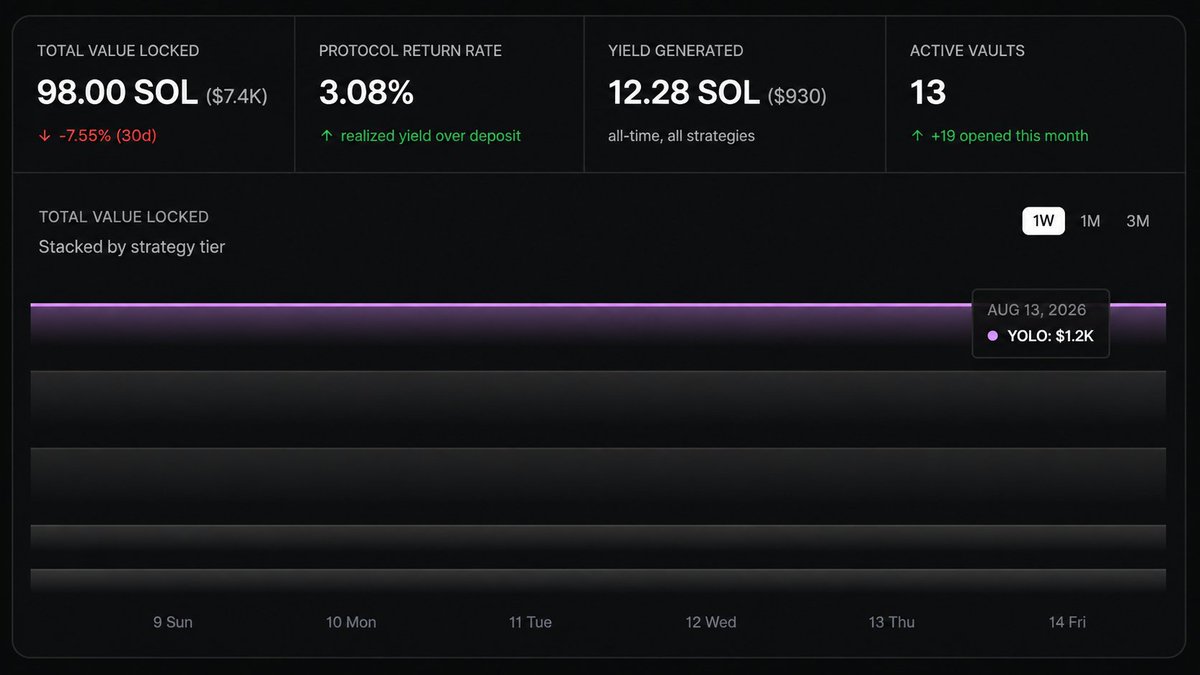 TOTAL VALUE LOCKED
98.00 SOL ($7.4K)
↓ -7.55% (30d)
PROTOCOL RETURN RATE
3.08%
↑ realized yield over deposit
YIELD GENERATED
12.28 SOL ($930)
all-time, all strategies
ACTIVE VAULTS
13
↑ +19 opened this month
TOTAL VALUE LOCKED
Stacked by strategy tier
1W 1M 3M
AUG 13, 2026
YOLO: $1.2K
9 Sun 10 Mon 11 Tue 12 Wed 13 Thu 14 Fri